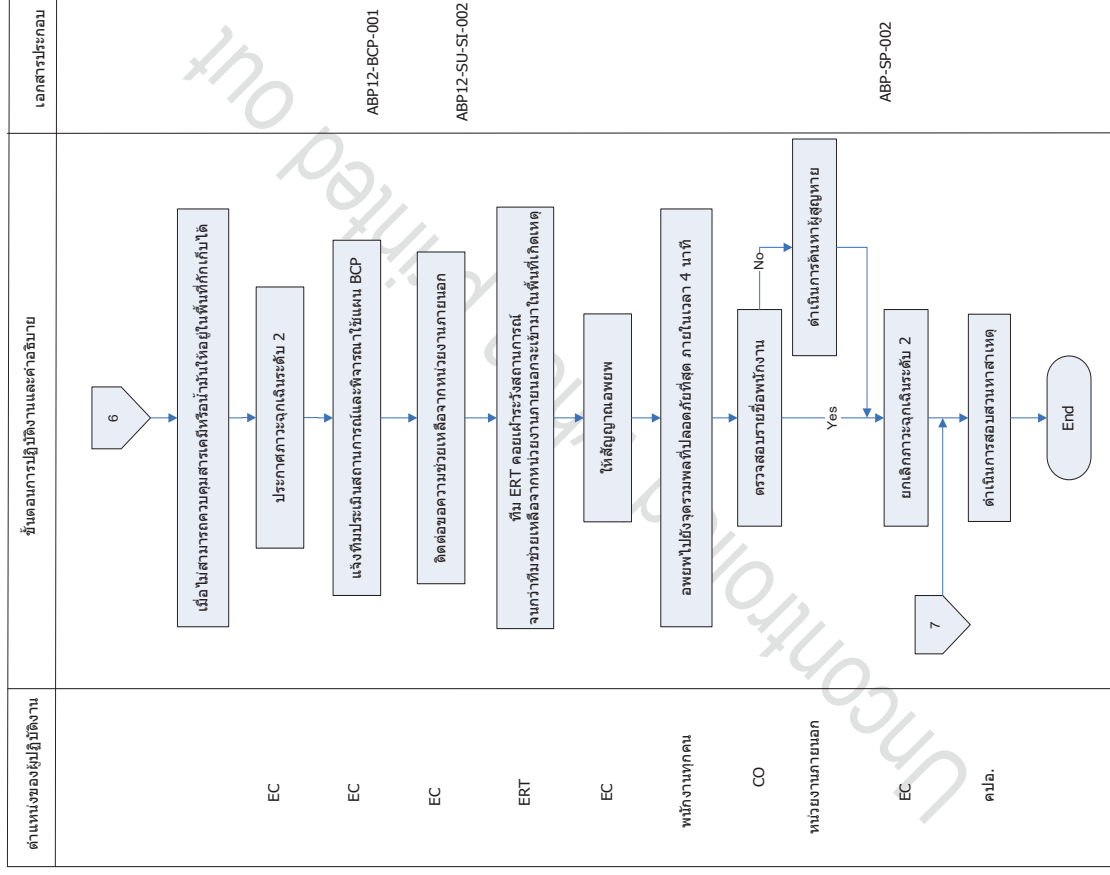 ตำแหน่งของผู้ปฏิบัติงาน
ขั้นตอนการปฏิบัติงานและคำอธิบาย
เอกสารประกอบ
6
เมื่อไม่สามารถควบคุมสารเคมีหรือน้ำมันให้อยู่ในพื้นที่กักเก็บได้
EC
ประกาศภาวะฉุกเฉินระดับ 2
EC
แจ้งทีมประเมินสถานการณ์และพิจารณาใช้แผน BCP
ABP12-BCP-001
EC
ติดต่อขอความช่วยเหลือจากหน่วยงานภายนอก
ABP12-SU-SI-002
ERT
ทีม ERT คอยเฝ้าระวังสถานการณ์
จนกว่าทีมช่วยเหลือจากหน่วยงานภายนอกจะเข้ามาในพื้นที่เกิดเหตุ
EC
ให้สัญญาณอพยพ
พนักงานทุกคน
อพยพไปยังจุดรวมพลที่ปลอดภัยที่สุด ภายในเวลา 4 นาที
CO
ตรวจสอบรายชื่อพนักงาน
No
หน่วยงานภายนอก
Yes
ดำเนินการค้นหาผู้สูญหาย
EC
ยกเลิกภาวะฉุกเฉินระดับ 2
ABP-SP-002
7
คปอ.
ดำเนินการสอบสวนหาสาเหตุ
End
Uncontrolled when printed out